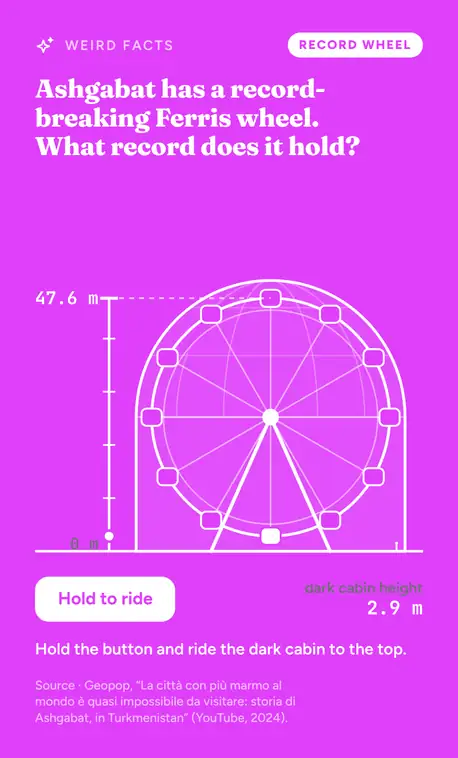 WEIRD FACTS
RECORD WHEEL
Ashgabat has a record-
breaking Ferris wheel.
What record does it hold?
47.6 m
0 m
Hold to ride
dark cabin height
2.9 m
Hold the button and ride the dark cabin to the top.
Source · Geopop, “La città con più marmo al
mondo è quasi impossibile da visitare: storia di
Ashgabat, in Turkmenistan” (YouTube, 2024).